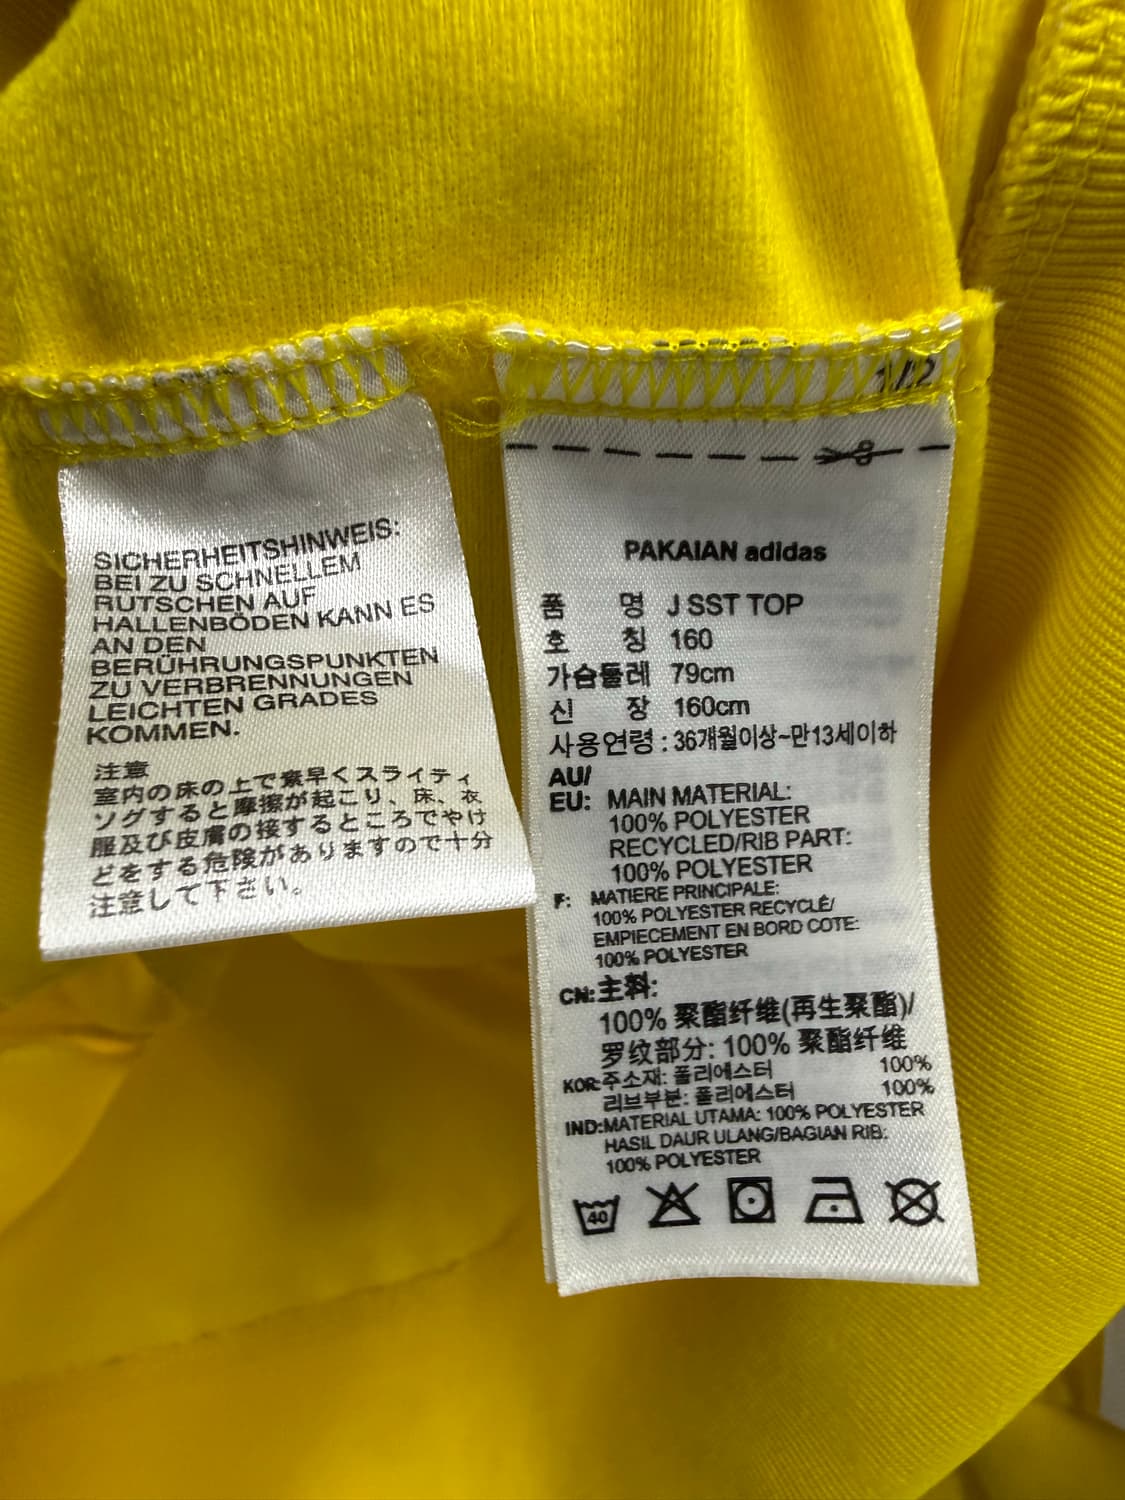 SICHERHEITSHINWEIS:
BEI ZU SCHNELLEM
RUTSCHEN AUF
HALLENBÖDEN KANN ES
AN DEN
BERÜHRUNGSPUNKTEN
ZU VERBRENNUNGEN
LEICHTEN GRADES
KOMMEN.
注意
室内の床の上で素早くスライディ
ングすると摩擦が起こり、床、衣
服及び皮膚の接するところでやけ
どをする危険がありますので十分
注意して下さい。
1/2
PAKAIAN adidas
품 명 J SST TOP
호 칭 160
가슴둘레 79cm
신 장 160cm
사용연령 : 36개월이상~만13세이하
AU/
EU: MAIN MATERIAL:
100% POLYESTER
RECYCLED/RIB PART:
100% POLYESTER
F: MATIERE PRINCIPALE:
100% POLYESTER RECYCLÉ/
EMPIECEMENT EN BORD COTE:
100% POLYESTER
CN: 主料:
100% 聚酯纤维(再生聚酯)/
罗纹部分: 100% 聚酯纤维
KOR: 주소재: 폴리에스터 100%
리브부분: 폴리에스터 100%
IND: MATERIAL UTAMA: 100% POLYESTER
HASIL DAUR ULANG/BAGIAN RIB:
100% POLYESTER
40